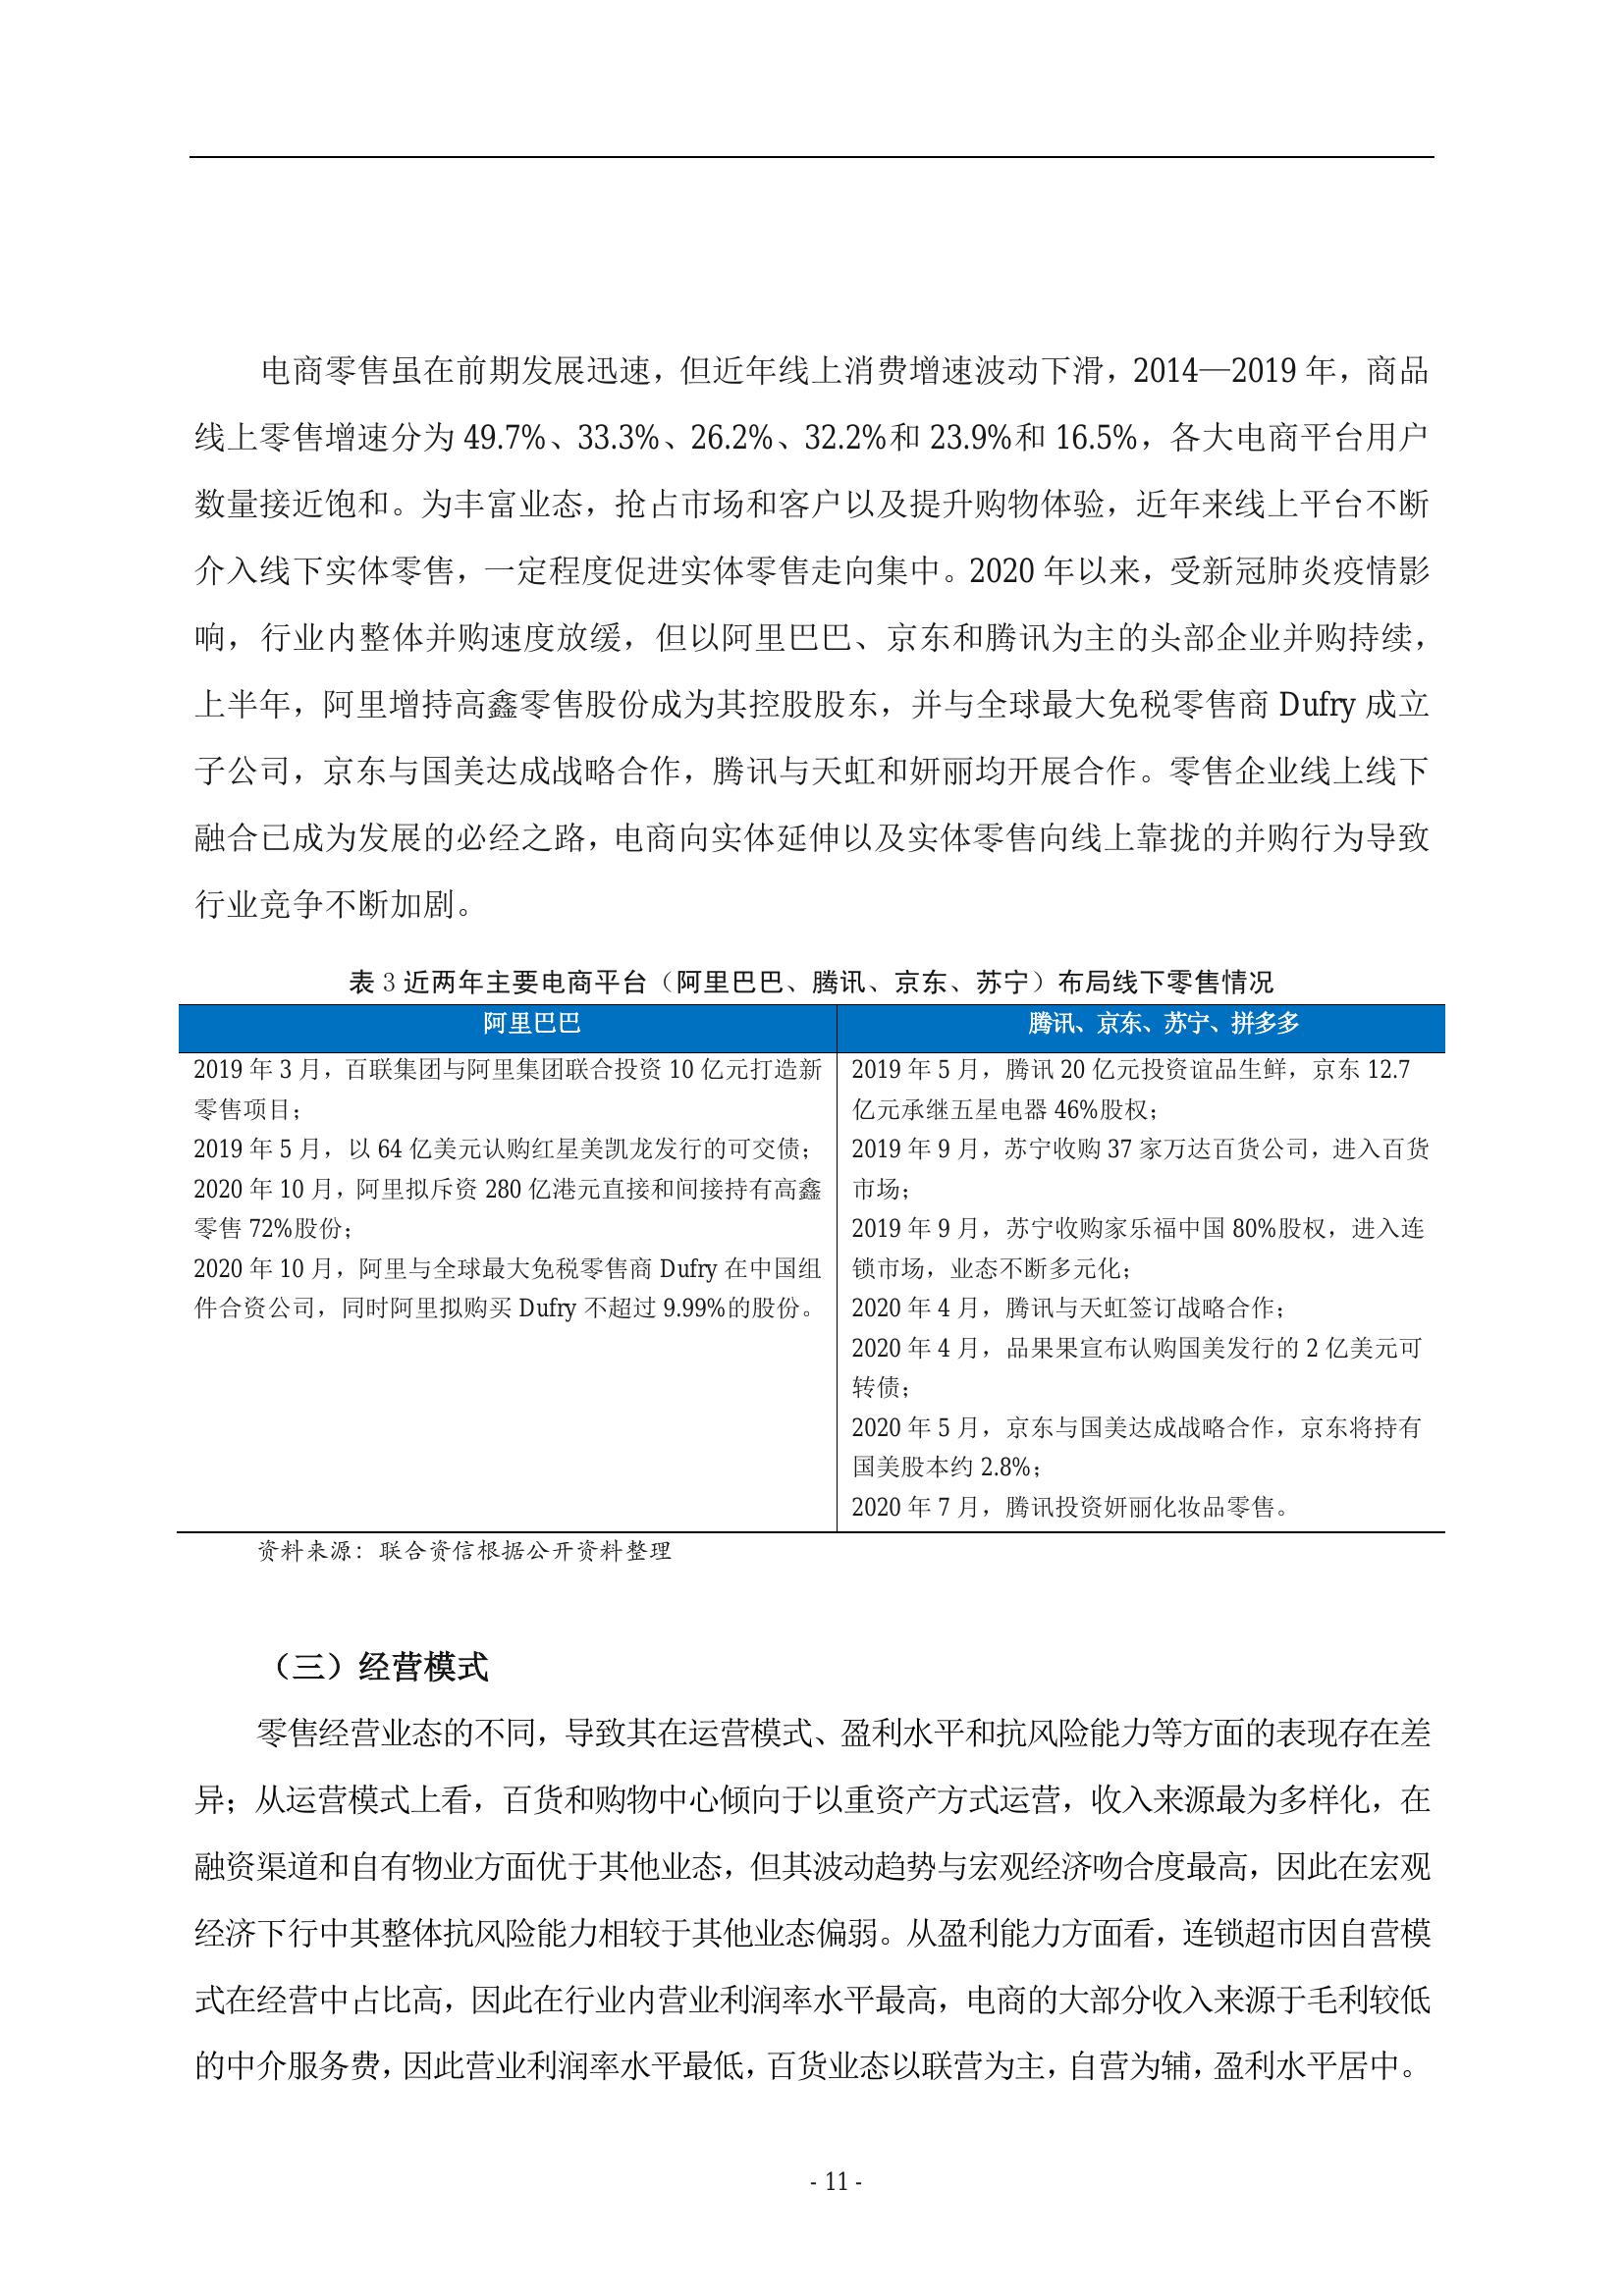 电商零售虽在前期发展迅速，但近年线上消费增速波动下滑，2014—2019 年，商品
线上零售增速分为 49.7%、33.3%、26.2%、32.2%和 23.9%和 16.5%，各大电商平台用户
数量接近饱和。为丰富业态，抢占市场和客户以及提升购物体验，近年来线上平台不断
介入线下实体零售，一定程度促进实体零售走向集中。2020 年以来，受新冠肺炎疫情影
响，行业内整体并购速度放缓，但以阿里巴巴、京东和腾讯为主的头部企业并购持续，
上半年，阿里增持高鑫零售股份成为其控股股东，并与全球最大免税零售商 Dufry 成立
子公司，京东与国美达成战略合作，腾讯与天虹和妍丽均开展合作。零售企业线上线下
融合已成为发展的必经之路，电商向实体延伸以及实体零售向线上靠拢的并购行为导致
行业竞争不断加剧。
表 3 近两年主要电商平台（阿里巴巴、腾讯、京东、苏宁）布局线下零售情况
阿里巴巴
2019 年 3 月，百联集团与阿里集团联合投资 10 亿元打造新
零售项目；
2019 年 5 月，以 64 亿美元认购红星美凯龙发行的可交债；
2020 年 10 月，阿里拟斥资 280 亿港元直接和间接持有高鑫
零售 72%股份；
2020 年 10 月，阿里与全球最大免税零售商 Dufry 在中国组
件合资公司，同时阿里拟购买 Dufry 不超过 9.99%的股份。
腾讯、京东、苏宁、拼多多
2019 年 5 月，腾讯 20 亿元投资谊品生鲜，京东 12.7
亿元承继五星电器 46%股权；
2019 年 9 月，苏宁收购 37 家万达百货公司，进入百货
市场；
2019 年 9 月，苏宁收购家乐福中国 80%股权，进入连
锁市场，业态不断多元化；
2020 年 4 月，腾讯与天虹签订战略合作；
2020 年 4 月，品果果宣布认购国美发行的 2 亿美元可
转债；
2020 年 5 月，京东与国美达成战略合作，京东将持有
国美股本约 2.8%；
2020 年 7 月，腾讯投资妍丽化妆品零售。
资料来源：联合资信根据公开资料整理
（三）经营模式
零售经营业态的不同，导致其在运营模式、盈利水平和抗风险能力等方面的表现存在差
异；从运营模式上看，百货和购物中心倾向于以重资产方式运营，收入来源最为多样化，在
融资渠道和自有物业方面优于其他业态，但其波动趋势与宏观经济吻合度最高，因此在宏观
经济下行中其整体抗风险能力相较于其他业态偏弱。从盈利能力方面看，连锁超市因自营模
式在经营中占比高，因此在行业内营业利润率水平最高，电商的大部分收入来源于毛利较低
的中介服务费，因此营业利润率水平最低，百货业态以联营为主，自营为辅，盈利水平居中。
- 11 -